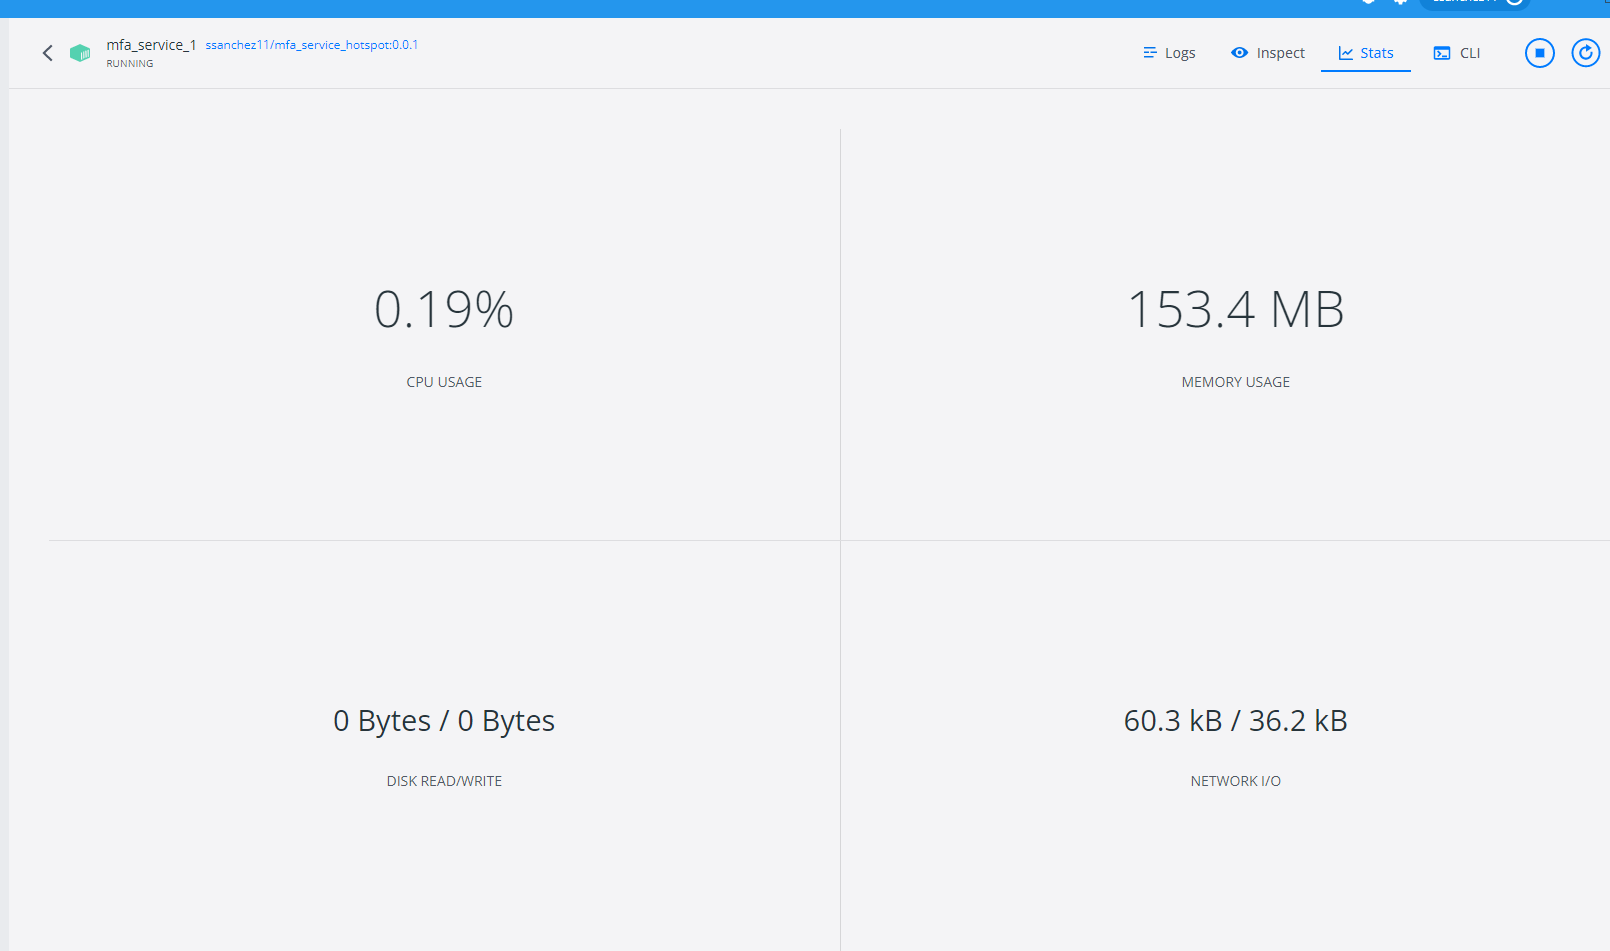 mfa_service_1 ssanchez11/mfa_service_hotspot:0.0.1
RUNNING
Logs Inspect Stats CLI
0.19%
CPU USAGE
153.4 MB
MEMORY USAGE
0 Bytes / 0 Bytes
DISK READ/WRITE
60.3 kB / 36.2 kB
NETWORK I/O